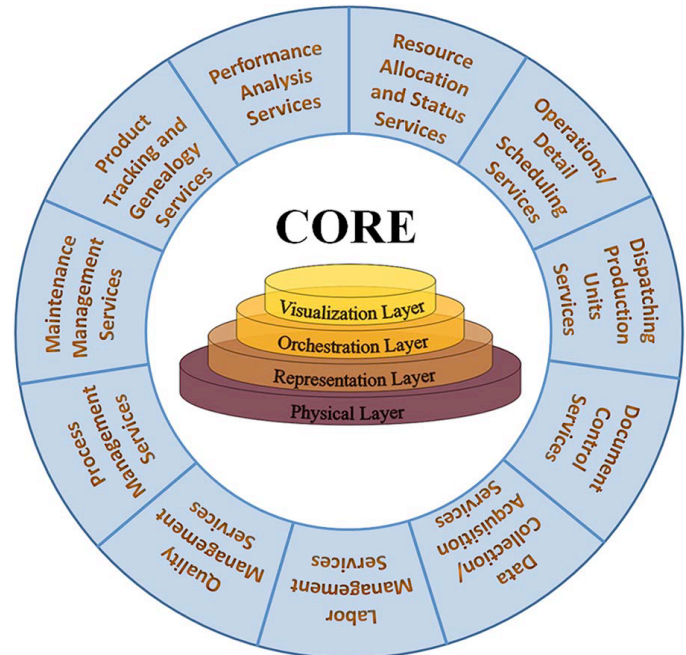 Performance
Analysis
Services
Resource
Allocation
and Status
Services
Operations/
Detail
Scheduling
Services
Dispatching
Production
Units
Services
Document
Control
Services
Data
Collection/
Acquisition
Services
Labor
Management
Services
Quality
Management
Services
Process
Management
Services
Maintenance
Management
Services
Product
Tracking and
Genealogy
Services
CORE
Visualization Layer
Orchestration Layer
Representation Layer
Physical Layer